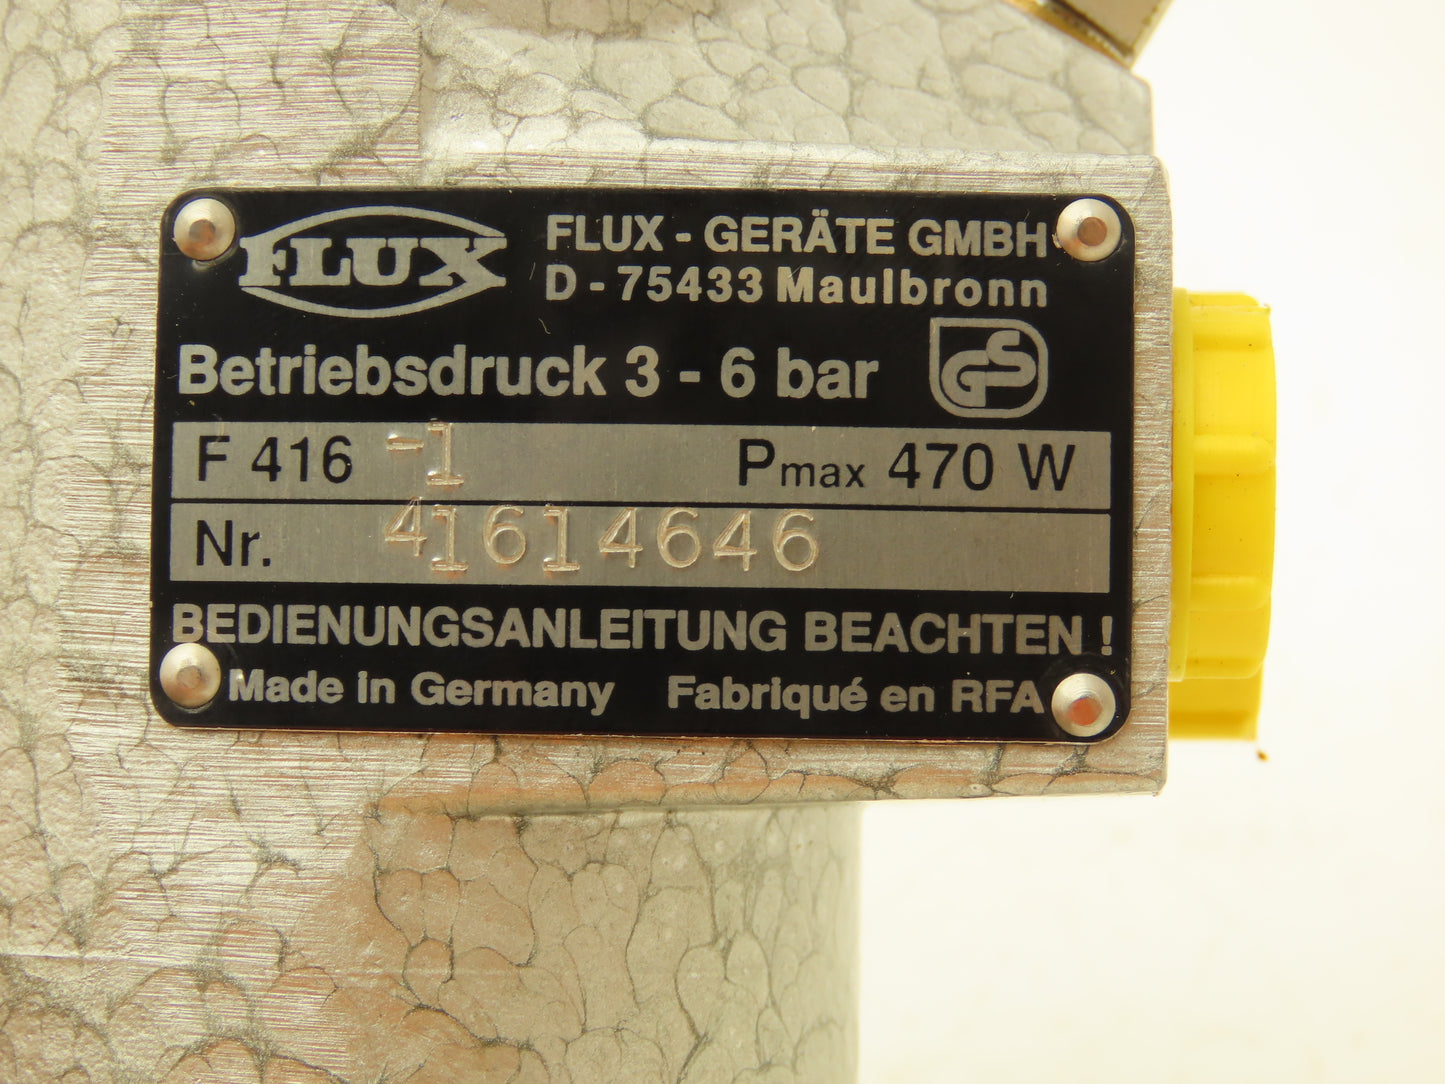 FLUX
FLUX - GERÄTE GMBH
D - 75433 Maulbronn
Betriebsdruck 3 - 6 bar
GS
F 416 -1 Pmax 470 W
Nr. 41614646
BEDIENUNGSANLEITUNG BEACHTEN !
Made in Germany Fabriqué en RFA